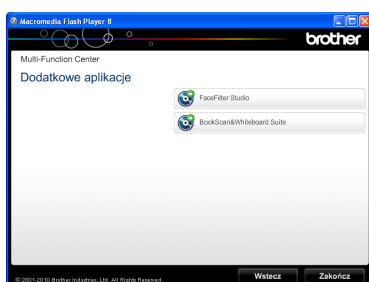 Macromedia Flash Player 8
brother
Multi-Function Center
Dodatkowe aplikacje
FaceFilter Studio
BookScan&Whiteboard Suite
© 2001-2010 Brother Industries, Ltd. All Rights Reserved.
Wstecz
Zakończ